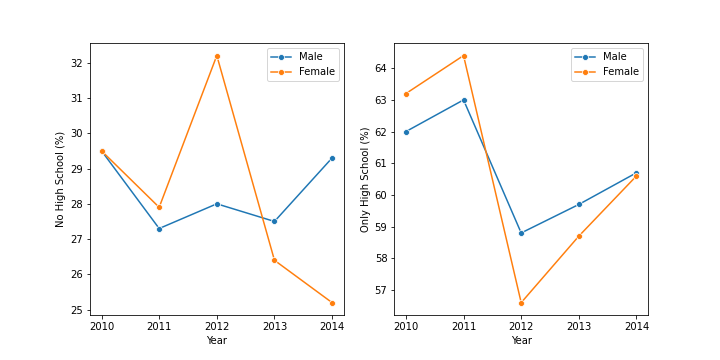 No High School (%)
32
31
30
29
28
27
26
25
2010 2011 2012 2013 2014
Year
Male
Female
Only High School (%)
64
63
62
61
60
59
58
57
2010 2011 2012 2013 2014
Year
Male
Female